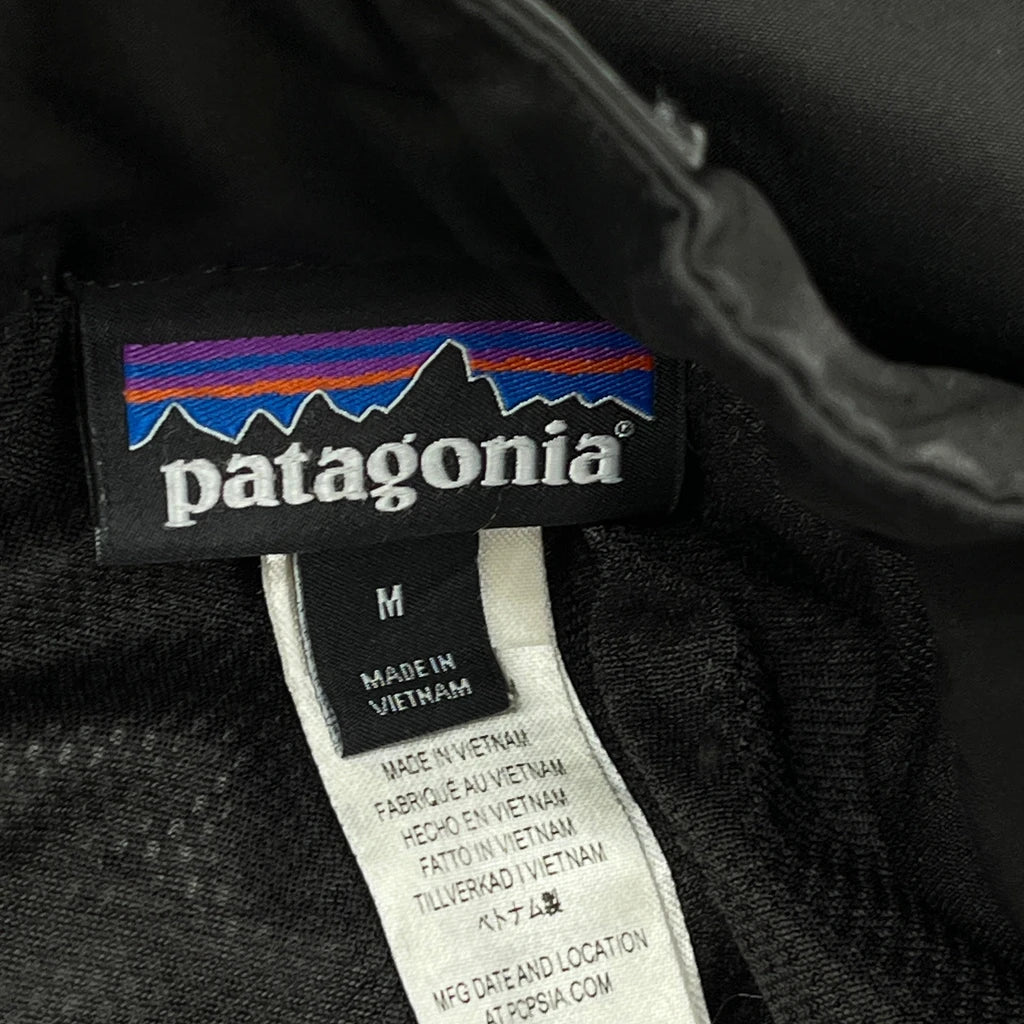 patagonia®
M
MADE IN
VIETNAM
MADE IN VIETNAM
FABRIQUÉ AU VIETNAM
HECHO EN VIETNAM
FATTO IN VIETNAM
TILLVERKAD I VIETNAM
ベトナム製
MFG DATE AND LOCATION
AT PCPSIA.COM